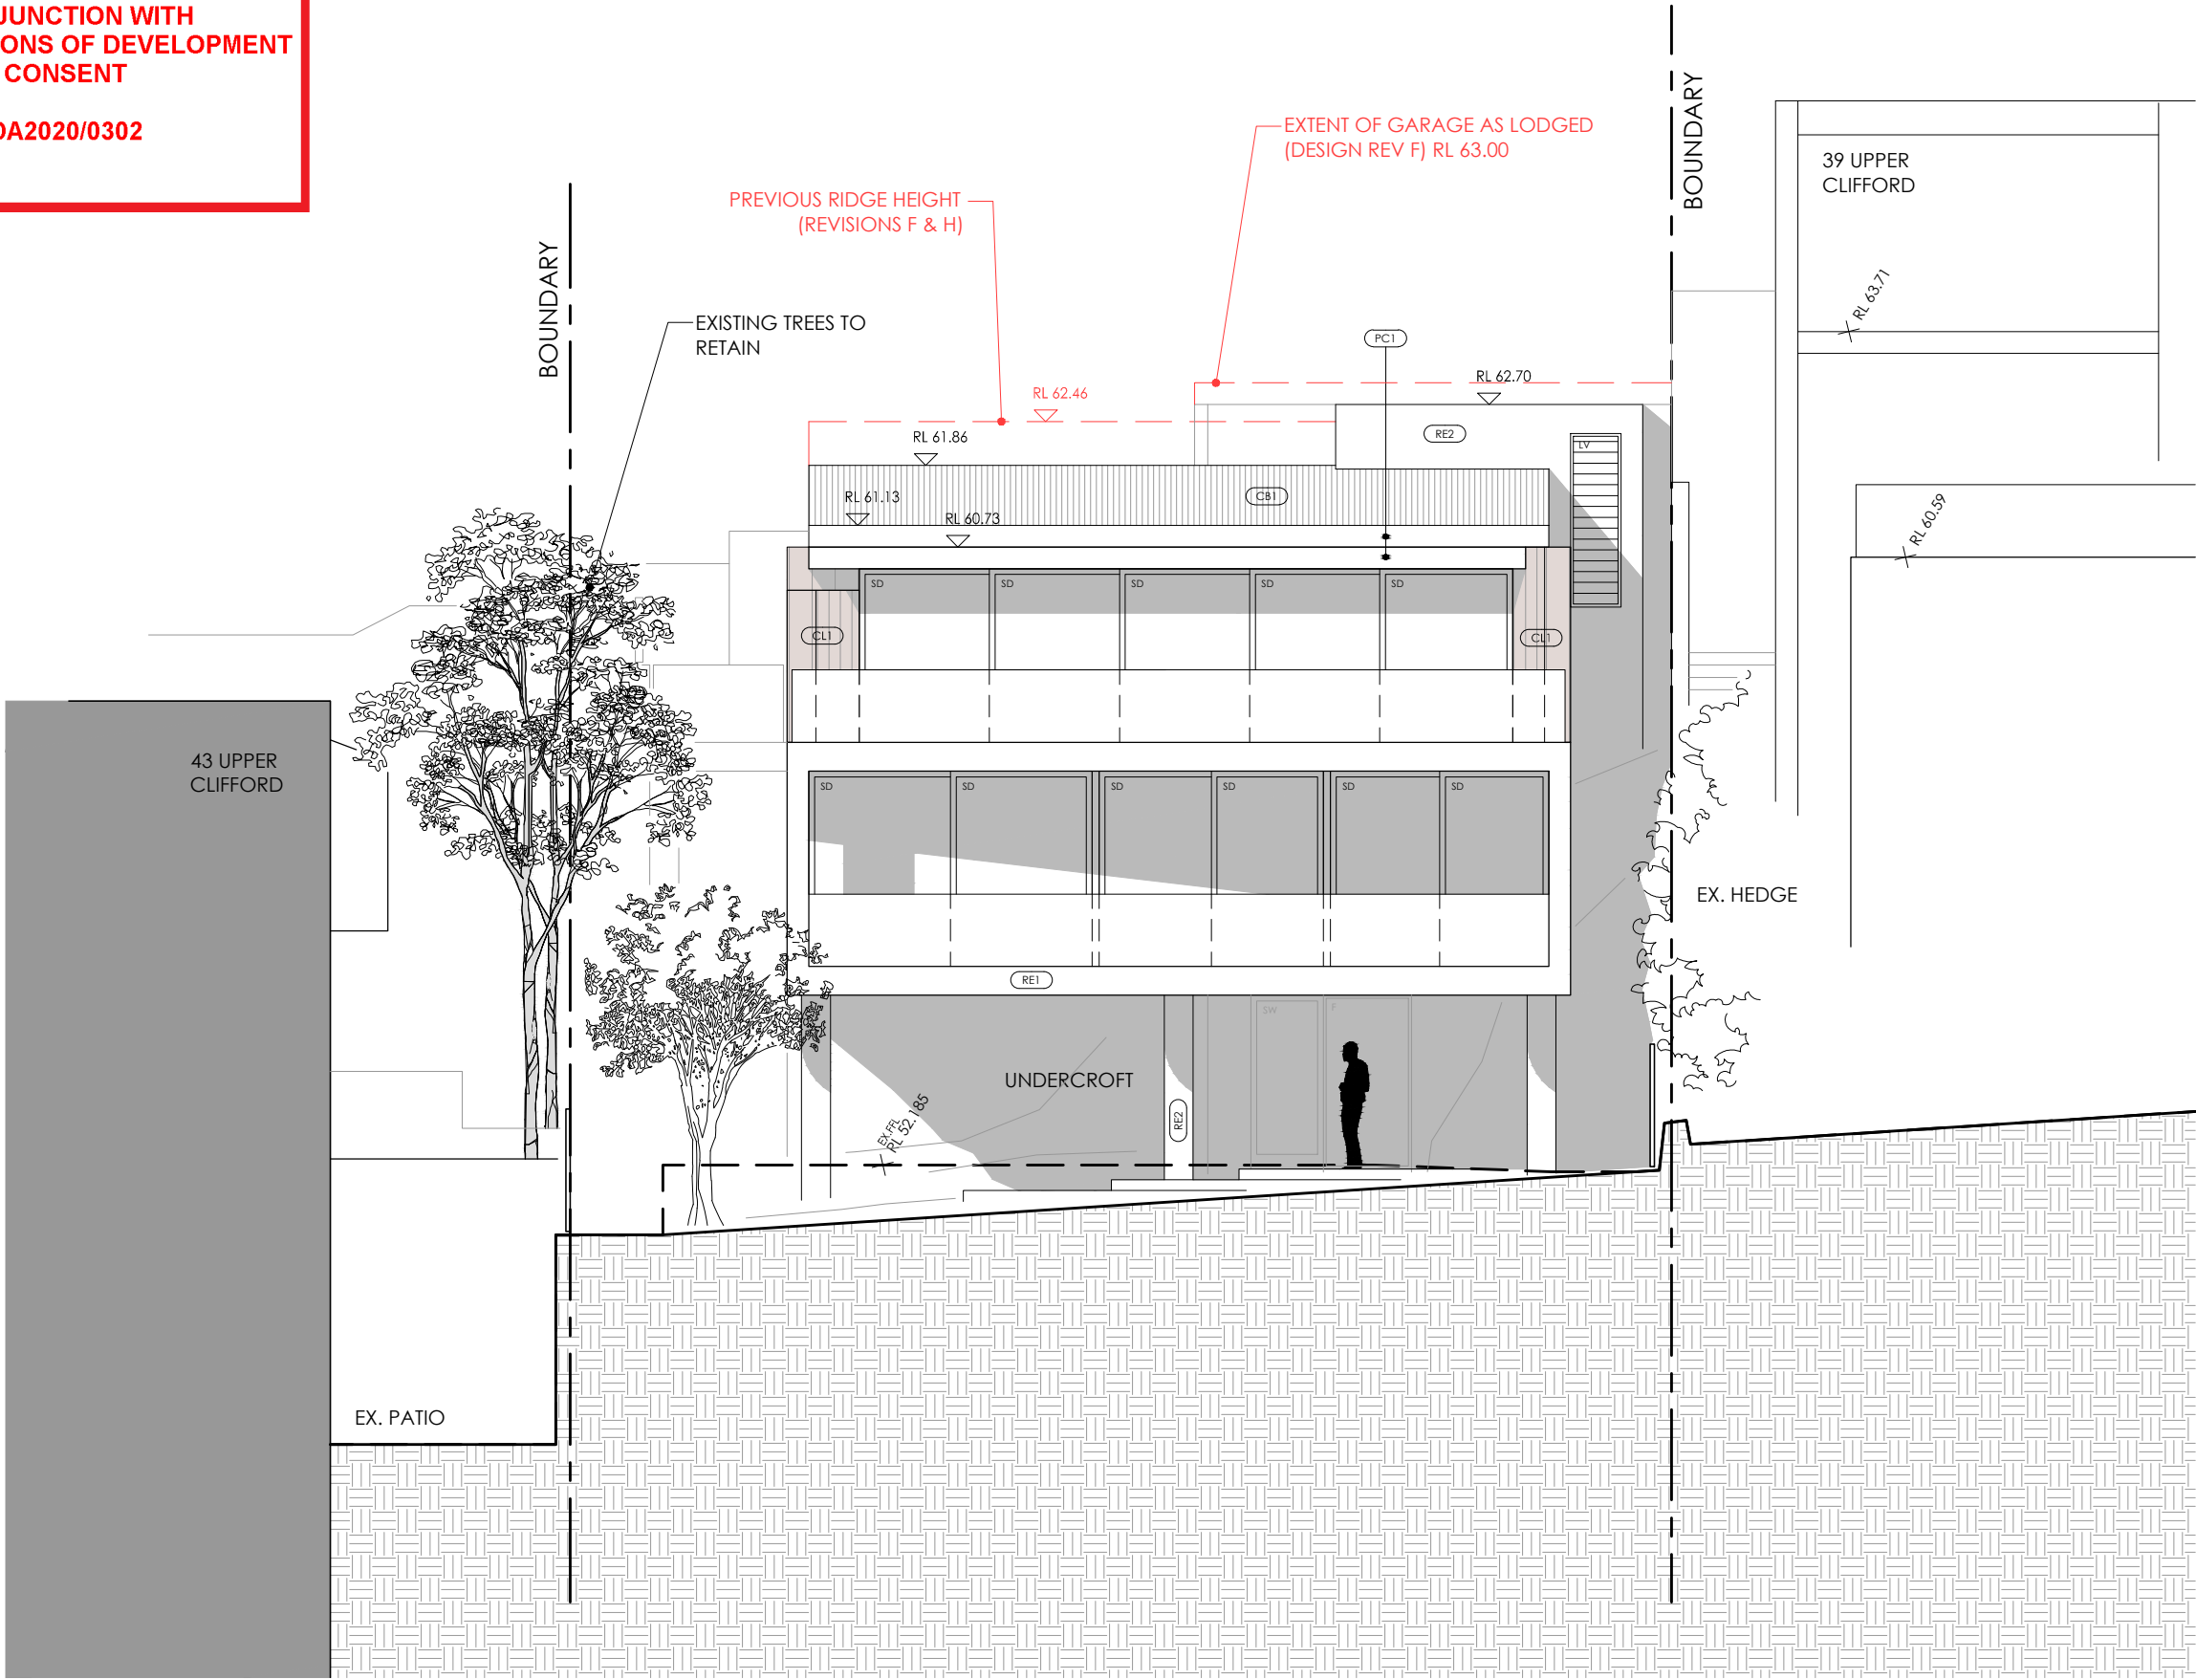 JUNCTION WITH
ONS OF DEVELOPMENT
CONSENT
DA2020/0302
BOUNDARY
BOUNDARY
EXTENT OF GARAGE AS LODGED
(DESIGN REV F) RL 63.00
39 UPPER
CLIFFORD
PREVIOUS RIDGE HEIGHT
(REVISIONS F & H)
RL 63.71
EXISTING TREES TO
RETAIN
PC1
RL 62.70
RL 62.46
RE2
RL 61.86
LV
CB1
RL 61.13
RL 60.73
RL 60.59
SD
SD
SD
SD
SD
CL1
CL1
43 UPPER
CLIFFORD
SD
SD
SD
SD
SD
SD
EX. HEDGE
RE1
SW
F
UNDERCROFT
EX.FFL
RL 52.185
RE2
EX. PATIO